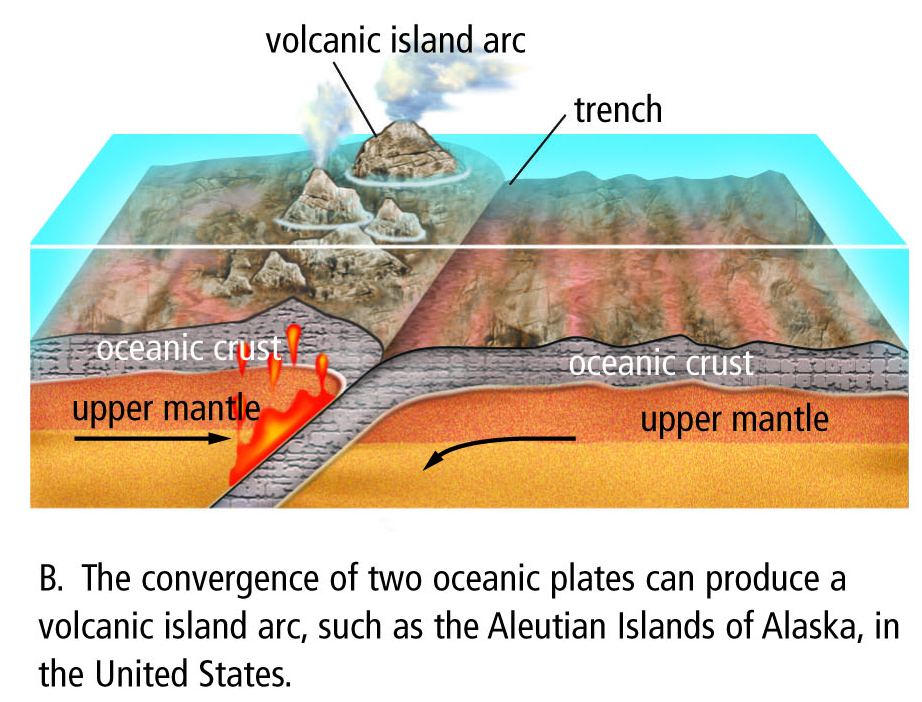 volcanic island arc
trench
oceanic crust
oceanic crust
upper mantle
upper mantle
B. The convergence of two oceanic plates can produce a
volcanic island arc, such as the Aleutian Islands of Alaska, in
the United States.